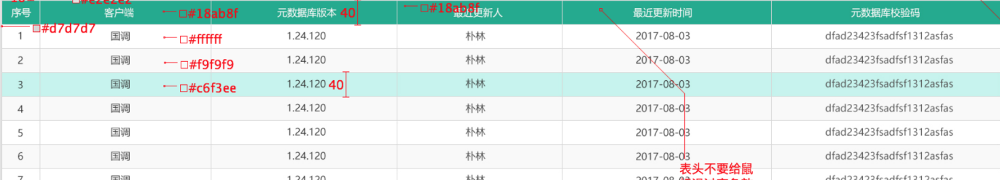 #e2e2e2
序号 客户端 #18ab8f 元数据库版本 40 最近更新人 #18ab8f 最近更新时间 元数据库校验码
#d7d7d7
1 国调 #ffffff 1.24.120 朴林 2017-08-03 dfad23423fsadfsf1312asfas
2 国调 #f9f9f9 1.24.120 朴林 2017-08-03 dfad23423fsadfsf1312asfas
3 国调 #c6f3ee 1.24.120 40 朴林 2017-08-03 dfad23423fsadfsf1312asfas
4 国调 1.24.120 朴林 2017-08-03 dfad23423fsadfsf1312asfas
5 国调 1.24.120 朴林 2017-08-03 dfad23423fsadfsf1312asfas
6 国调 1.24.120 朴林 2017-08-03 dfad23423fsadfsf1312asfas
表头不要给鼠
7 国调 1.24.120 朴林 dfad23423fsadfsf1312asfas